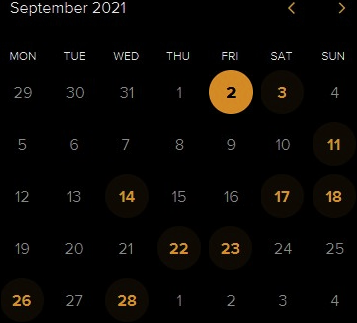 September 2021
MON TUE WED THU FRI SAT SUN
29 30 31 1 2 3 4
5 6 7 8 9 10 11
12 13 14 15 16 17 18
19 20 21 22 23 24 25
26 27 28 1 2 3 4